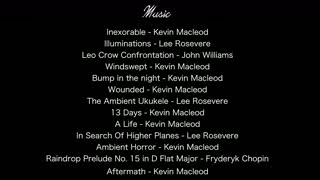 Music
Inexorable - Kevin Macleod
Illuminations - Lee Rosevere
Leo Crow Confrontation - John Williams
Windswept - Kevin Macleod
Bump in the night - Kevin Macleod
Wounded - Kevin Macleod
The Ambient Ukukele - Lee Rosevere
13 Days - Kevin Macleod
A Life - Kevin Macleod
In Search Of Higher Planes - Lee Rosevere
Ambient Horror - Kevin Macleod
Raindrop Prelude No. 15 in D Flat Major - Fryderyk Chopin
Aftermath - Kevin Macleod